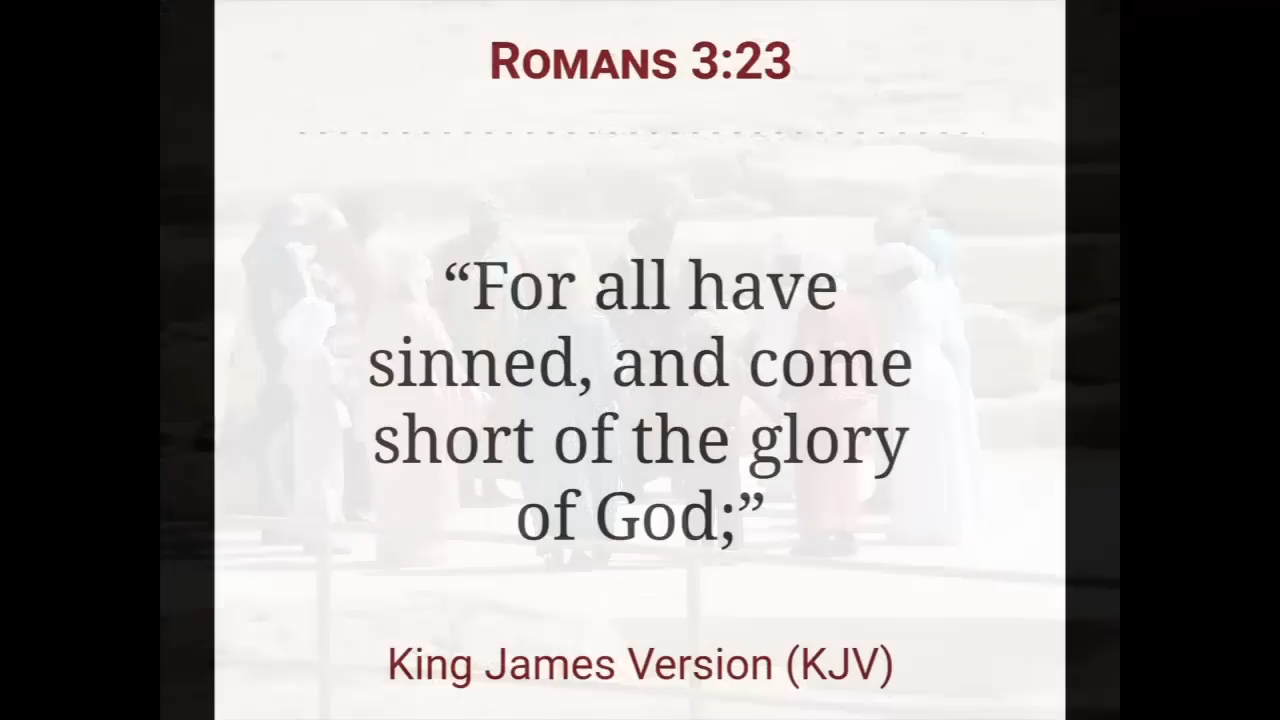 Romans 3:23
“For all have
sinned, and come
short of the glory
of God;”
King James Version (KJV)